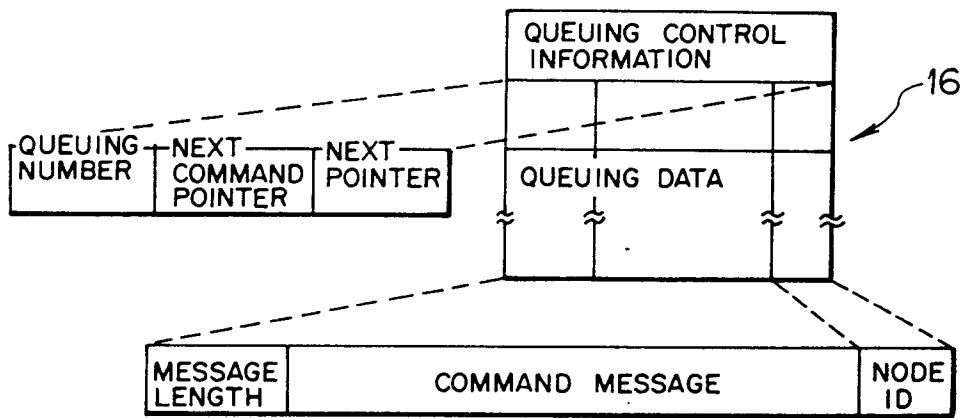 QUEUING CONTROL
INFORMATION
16
QUEUING
NUMBER
NEXT
COMMAND
POINTER
NEXT
POINTER
QUEUING DATA
MESSAGE
LENGTH
COMMAND MESSAGE
NODE
ID